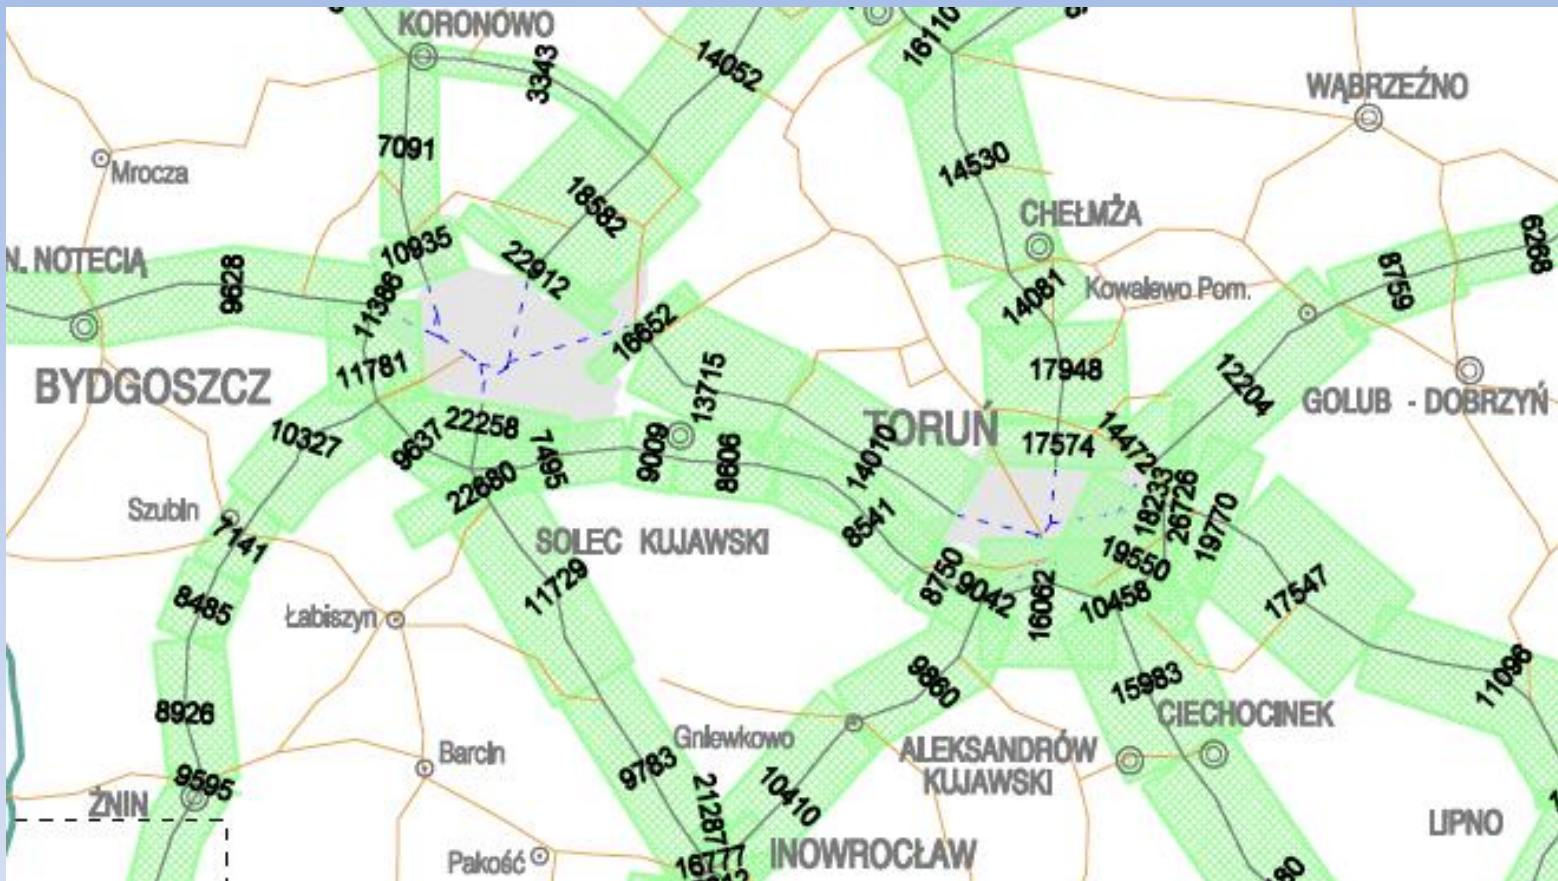 KORONOWO
3343
14052
16110
WĄBRZEŹNO
7091
Mrocza
14530
18582
CHEŁMŻA
10935
22912
N. NOTECIĄ
9628
11386
14081
Kowalewo Pom.
8759
6268
16652
11781
BYDGOSZCZ
13715
17948
12204
GOLUB - DOBRZYŃ
TORUŃ
22258
10327
9637
7495
9009
8606
14010
17574
14472
22680
18233
26726
19770
Szubin
7141
SOLEC KUJAWSKI
8541
19550
8485
11729
8750
9042
16062
10458
17547
Łabiszyn
9860
15983
11096
8926
CIECHOCINEK
Gniewkowo
ALEKSANDRÓW
KUJAWSKI
Barcin
9783
9595
ŻNIN
21287
10410
LIPNO
Pakość
16777
INOWROCŁAW